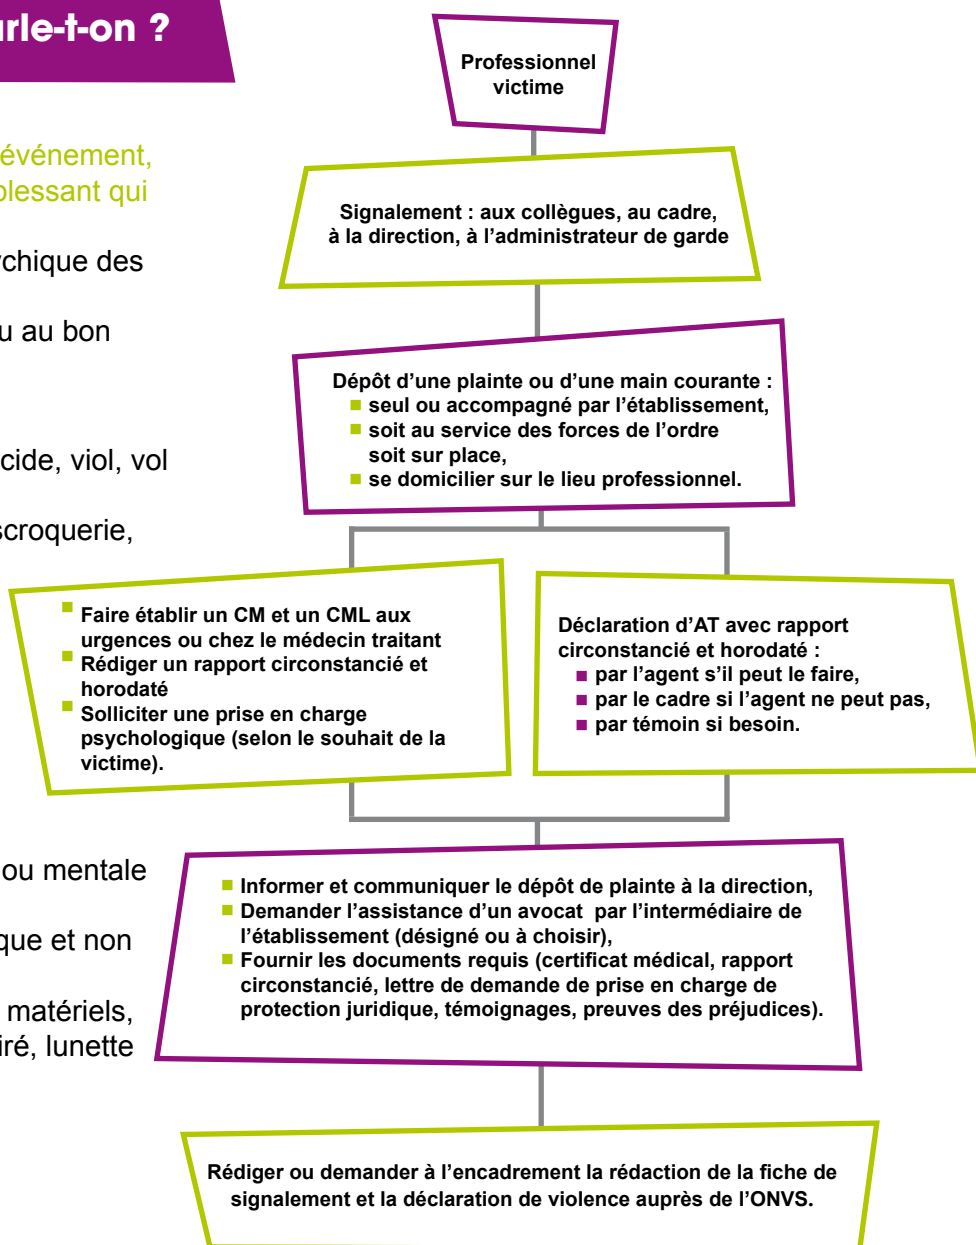 rle-t-on ?
événement,
blessant qui
ychique des
u au bon
cide, viol, vol
scroquerie,
ou mentale
que et non
matériels,
iré, lunette
Professionnel
victime
Signalement : aux collègues, au cadre,
à la direction, à l'administrateur de garde
Dépôt d'une plainte ou d'une main courante :
■ seul ou accompagné par l'établissement,
■ soit au service des forces de l'ordre
soit sur place,
■ se domicilier sur le lieu professionnel.
■ Faire établir un CM et un CML aux
urgences ou chez le médecin traitant
■ Rédiger un rapport circonstancié et
horodaté
■ Solliciter une prise en charge
psychologique (selon le souhait de la
victime).
Déclaration d'AT avec rapport
circonstancié et horodaté :
■ par l'agent s'il peut le faire,
■ par le cadre si l'agent ne peut pas,
■ par témoin si besoin.
■ Informer et communiquer le dépôt de plainte à la direction,
■ Demander l'assistance d'un avocat par l'intermédiaire de
l'établissement (désigné ou à choisir),
■ Fournir les documents requis (certificat médical, rapport
circonstancié, lettre de demande de prise en charge de
protection juridique, témoignages, preuves des préjudices).
Rédiger ou demander à l'encadrement la rédaction de la fiche de
signalement et la déclaration de violence auprès de l'ONVS.